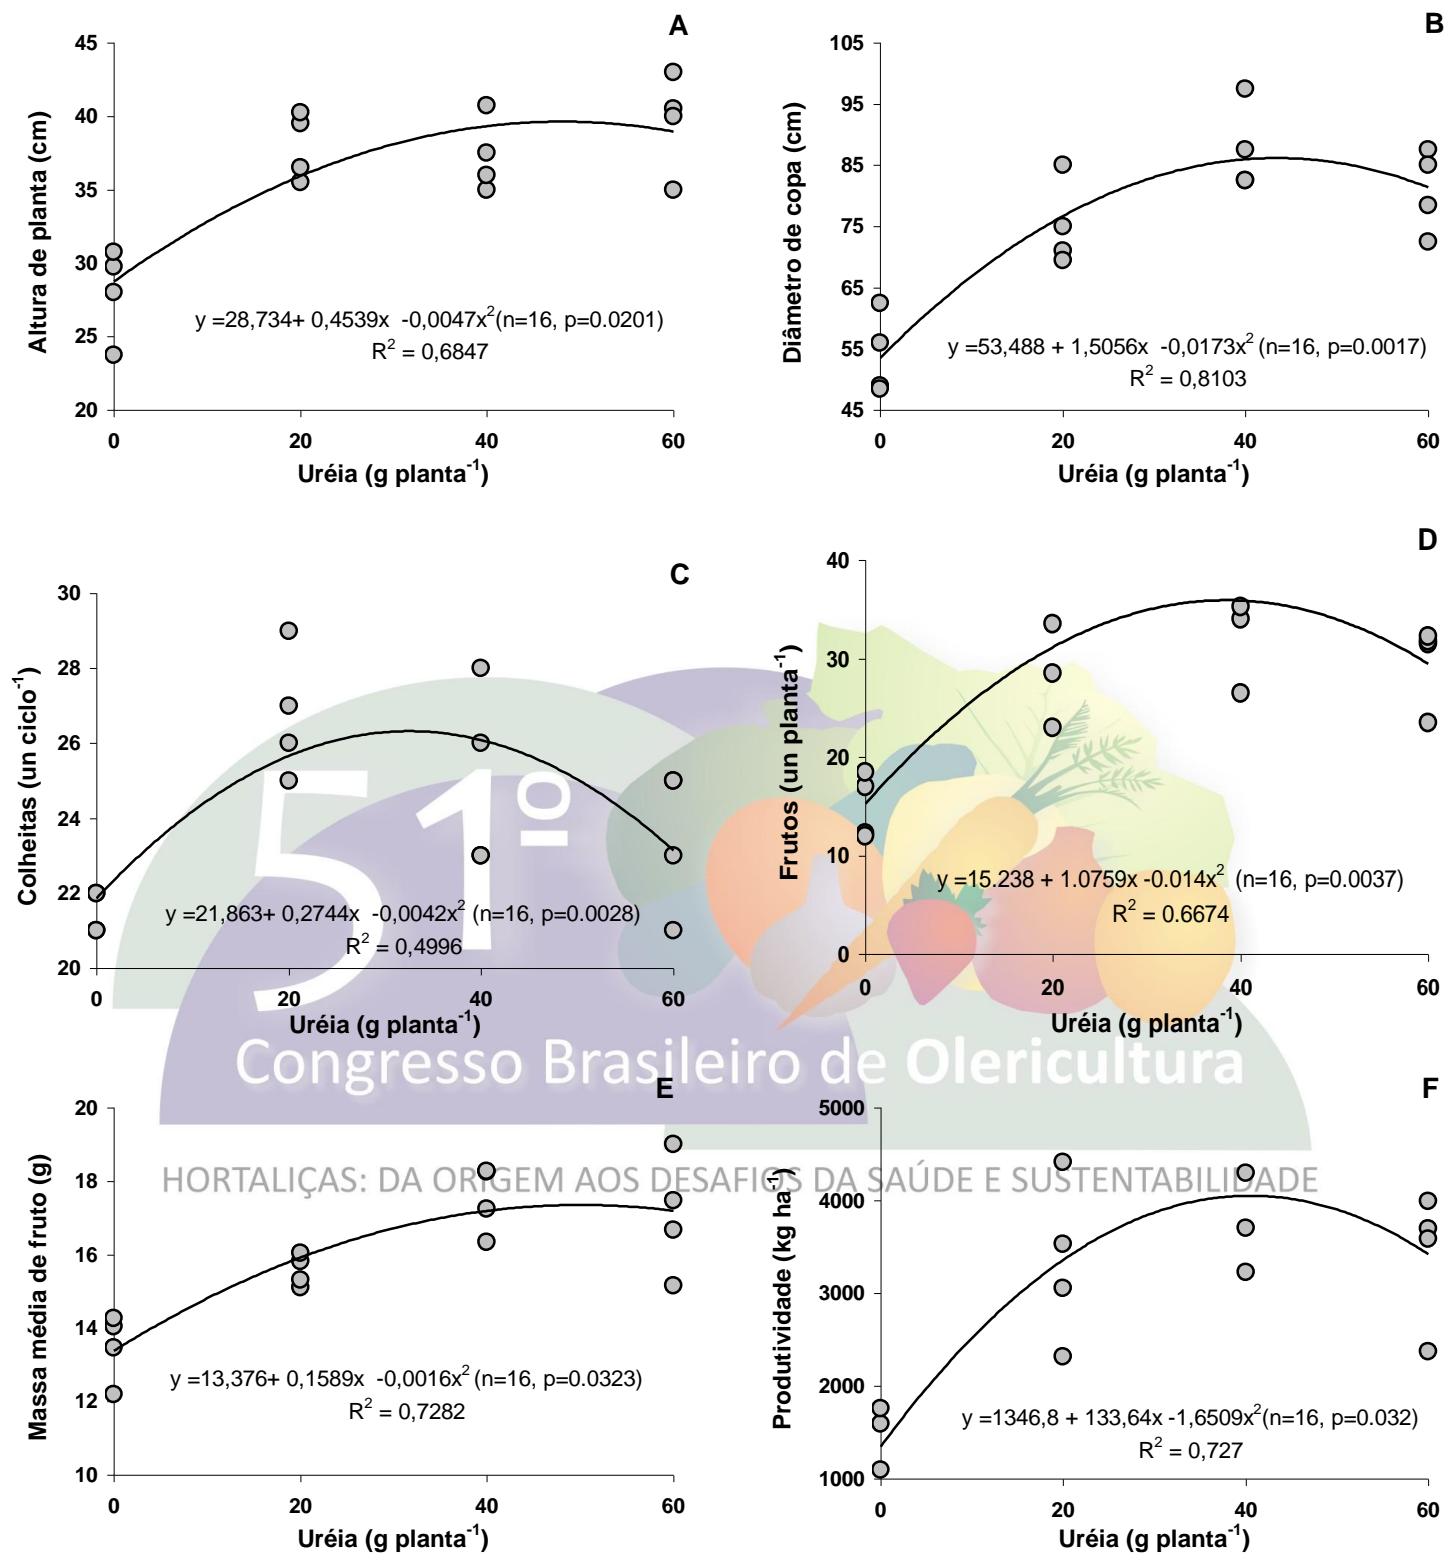 A
45
40
35
30
25
20
Altura de planta (cm)
y =28,734+ 0,4539x -0,0047x²(n=16, p=0.0201)
R² = 0,6847
0 20 40 60
Uréia (g planta⁻¹)
B
105
95
85
75
65
55
45
Diâmetro de copa (cm)
y =53,488 + 1,5056x -0,0173x² (n=16, p=0.0017)
R² = 0,8103
0 20 40 60
Uréia (g planta⁻¹)
C
30
28
26
24
22
20
Colheitas (un ciclo⁻¹)
y =21,863+ 0,2744x -0,0042x² (n=16, p=0.0028)
R² = 0,4996
0 20 40 60
Uréia (g planta⁻¹)
D
40
30
20
10
0
Frutos (un planta⁻¹)
y =15.238 + 1.0759x -0.014x² (n=16, p=0.0037)
R² = 0.6674
0 20 40 60
Uréia (g planta⁻¹)
51º
Congresso Brasileiro de Olericultura
HORTALIÇAS: DA ORIGEM AOS DESAFIOS DA SAÚDE E SUSTENTABILIDADE
E
20
18
16
14
12
10
Massa média de fruto (g)
y =13,376+ 0,1589x -0,0016x² (n=16, p=0.0323)
R² = 0,7282
0 20 40 60
Uréia (g planta⁻¹)
F
5000
4000
3000
2000
1000
Produtividade (kg ha⁻¹)
y =1346,8 + 133,64x -1,6509x²(n=16, p=0.032)
R² = 0,727
0 20 40 60
Uréia (g planta⁻¹)